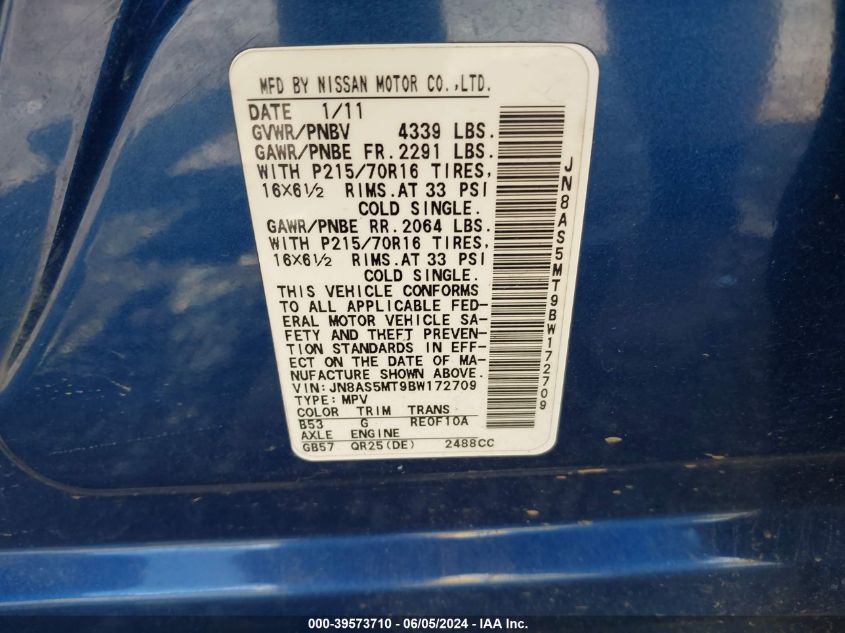 MFD BY NISSAN MOTOR CO.,LTD.
DATE 1/11
GVWR/PNBV 4339 LBS.
GAWR/PNBE FR.2291 LBS.
WITH P215/70R16 TIRES,
16X6½ RIMS.AT 33 PSI
COLD SINGLE.
GAWR/PNBE RR.2064 LBS.
WITH P215/70R16 TIRES,
16X6½ RIMS.AT 33 PSI
COLD SINGLE.
THIS VEHICLE CONFORMS
TO ALL APPLICABLE FED-
ERAL MOTOR VEHICLE SA-
FETY AND THEFT PREVEN-
TION STANDARDS IN EFF-
ECT ON THE DATE OF MA-
NUFACTURE SHOWN ABOVE.
VIN:JN8AS5MT9BW172709
TYPE: MPV
COLOR TRIM TRANS
B53 G RE0F10A
AXLE ENGINE
GB57 QR25(DE) 2488CC
JN8AS5MT9BW172709
000-39573710 - 06/05/2024 - IAA Inc.